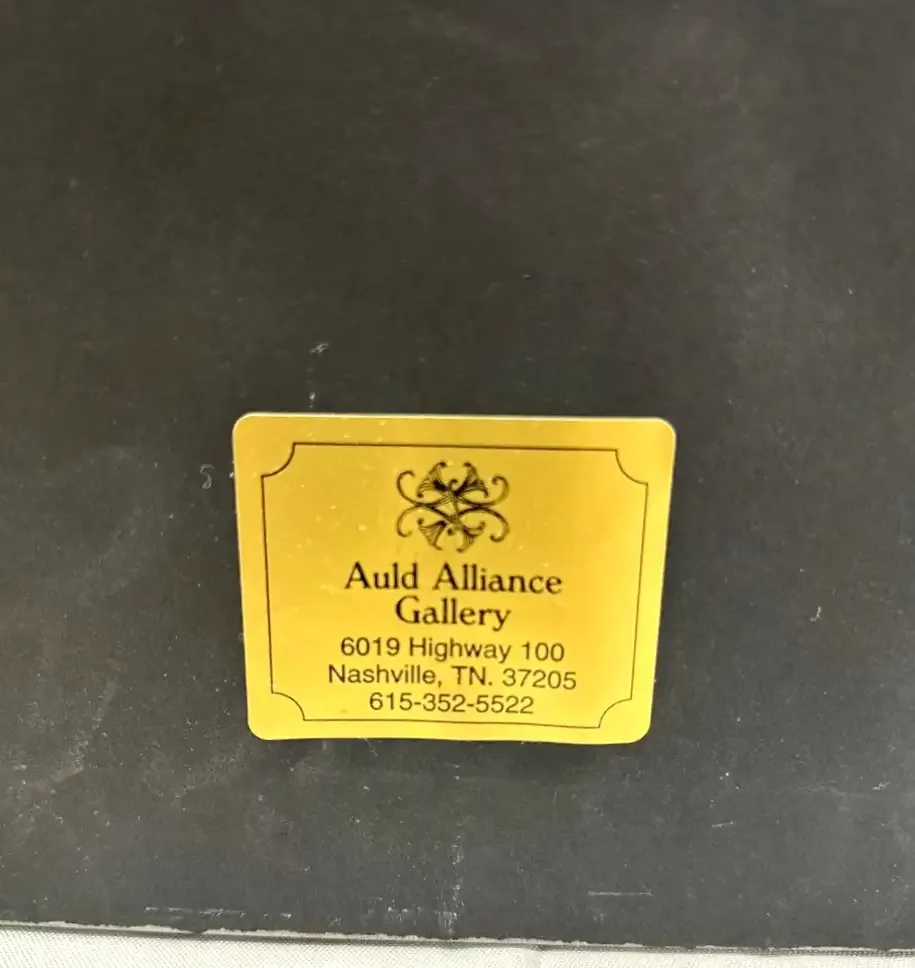 Auld Alliance
Gallery
6019 Highway 100
Nashville, TN. 37205
615-352-5522